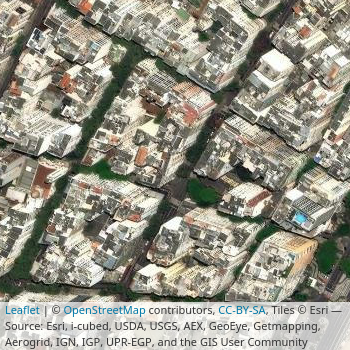 Leaflet | © OpenStreetMap contributors, CC-BY-SA, Tiles © Esri —
Source: Esri, i-cubed, USDA, USGS, AEX, GeoEye, Getmapping,
Aerogrid, IGN, IGP, UPR-EGP, and the GIS User Community